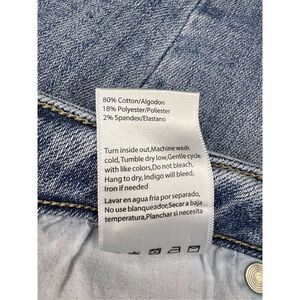 80% Cotton/Algodon
18% Polyester/Poliester
2% Spandex/Elastano
Turn inside out,Machine wash
cold,Tumble dry low,Gentle cycle
with like colors,Do not bleach,
Hang to dry, Indigo will bleed,
Iron if needed
Lavar en agua fria por separado,
No use blanqueador,Secar a baja
temperatura,Planchar si necesita